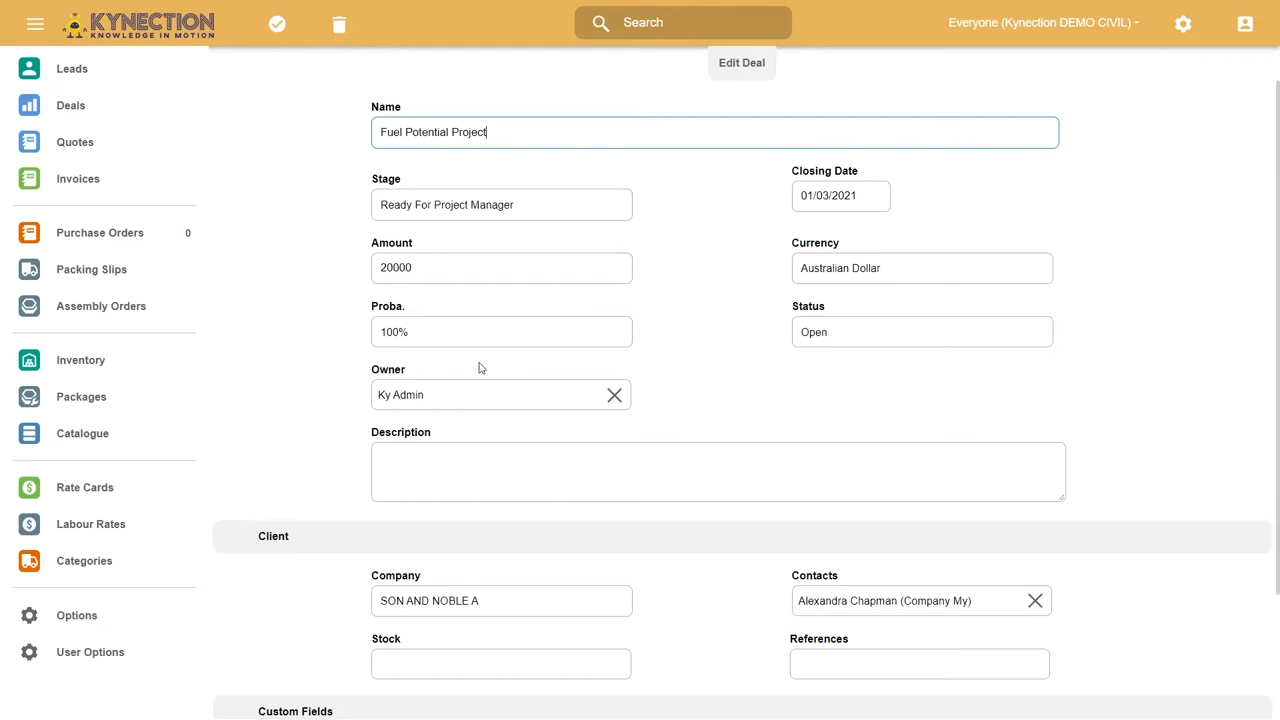 KYNECTION
KNOWLEDGE IN MOTION
Search
Everyone (Kynection DEMO CIVIL)
Leads
Deals
Quotes
Invoices
Purchase Orders 0
Packing Slips
Assembly Orders
Inventory
Packages
Catalogue
Rate Cards
Labour Rates
Categories
Options
User Options
Edit Deal
Name
Fuel Potential Project
Stage
Ready For Project Manager
Closing Date
01/03/2021
Amount
20000
Currency
Australian Dollar
Proba.
100%
Status
Open
Owner
Ky Admin
Description
Client
Company
SON AND NOBLE A
Contacts
Alexandra Chapman (Company My)
Stock
References
Custom Fields